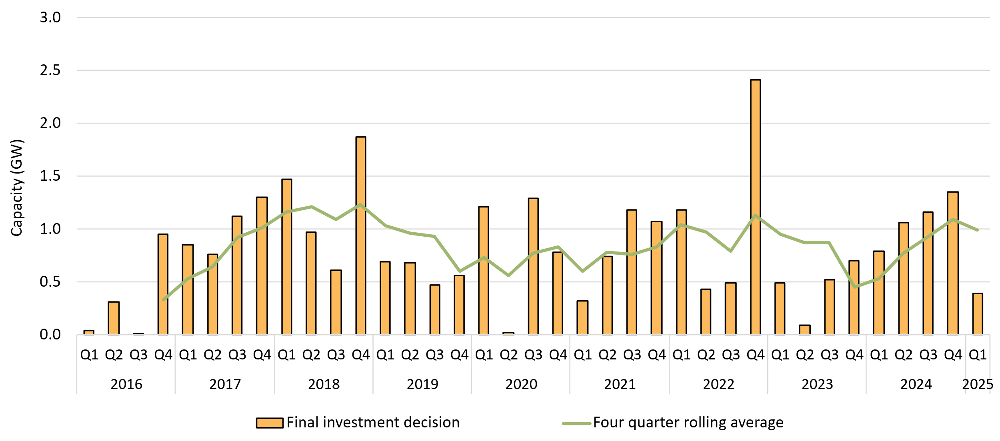 3.0
2.5
2.0
1.5
1.0
0.5
0.0
Capacity (GW)
Q1 Q2 Q3 Q4 Q1 Q2 Q3 Q4 Q1 Q2 Q3 Q4 Q1 Q2 Q3 Q4 Q1 Q2 Q3 Q4 Q1 Q2 Q3 Q4 Q1 Q2 Q3 Q4 Q1 Q2 Q3 Q4 Q1 Q2 Q3 Q4 Q1
2016 2017 2018 2019 2020 2021 2022 2023 2024 2025
Final investment decision Four quarter rolling average